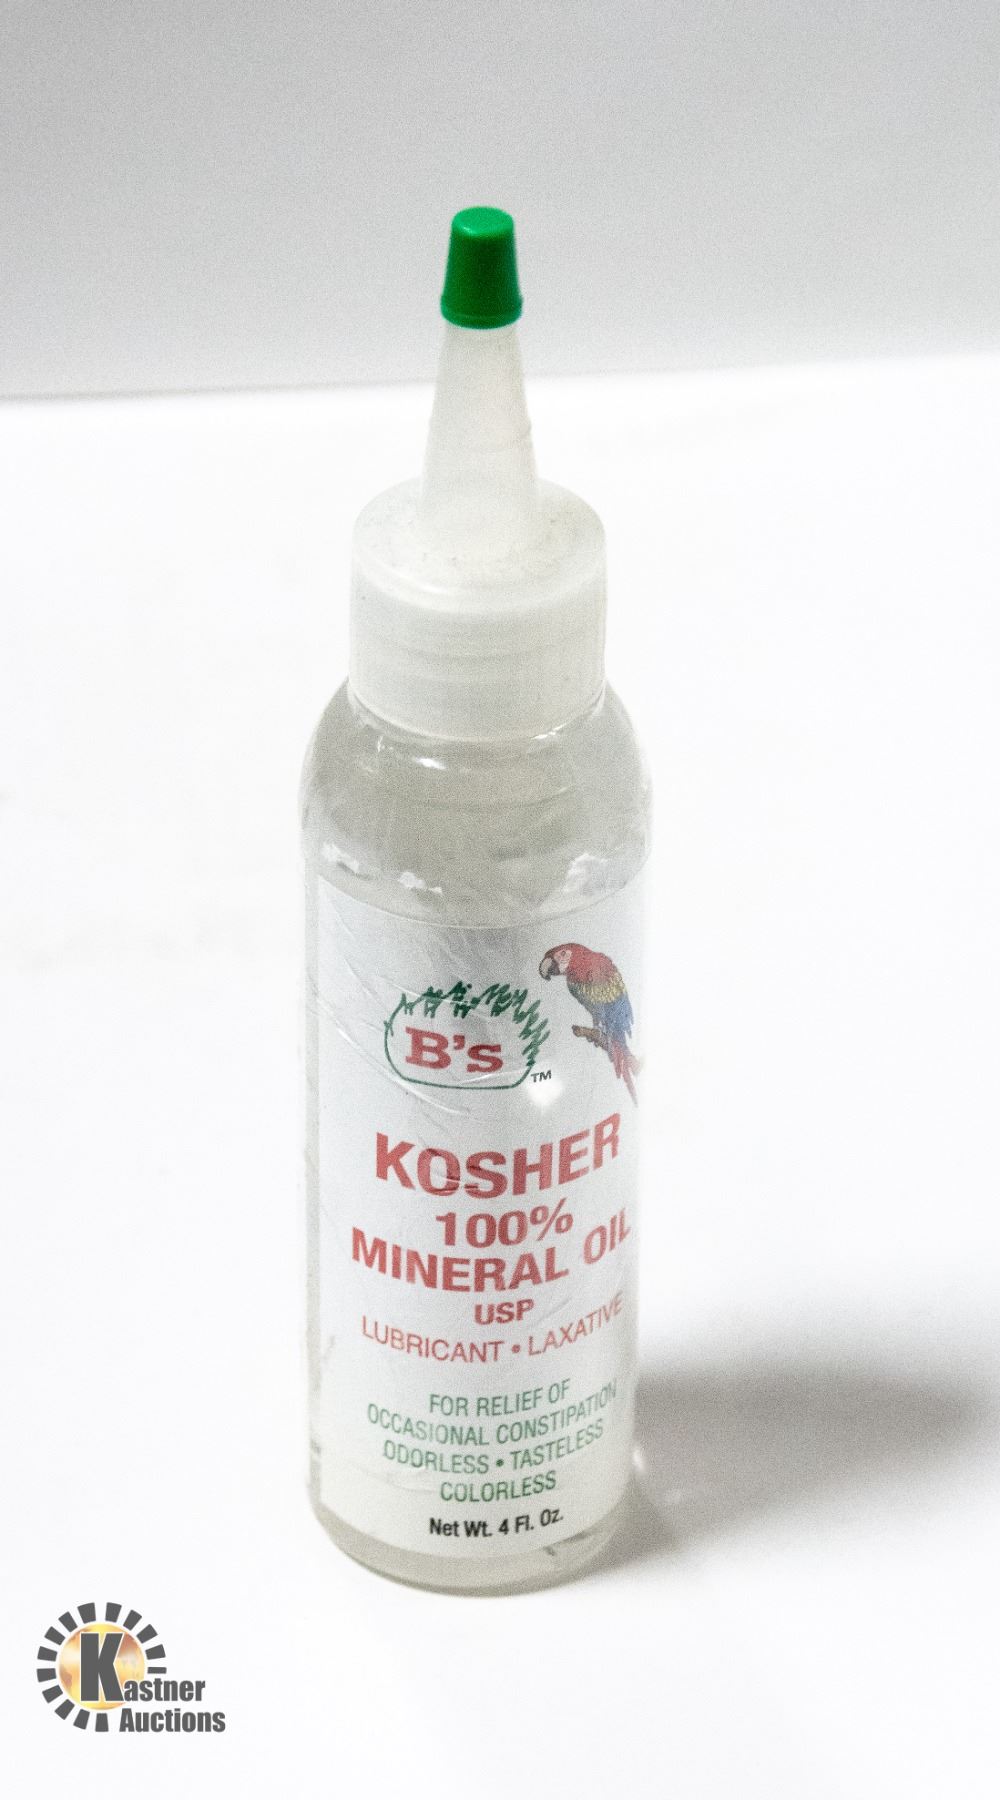 B's
TM
KOSHER
100%
MINERAL OIL
USP
LUBRICANT • LAXATIVE
FOR RELIEF OF
OCCASIONAL CONSTIPATION
ODORLESS • TASTELESS
COLORLESS
Net Wt. 4 Fl. Oz.
Kastner
Auctions